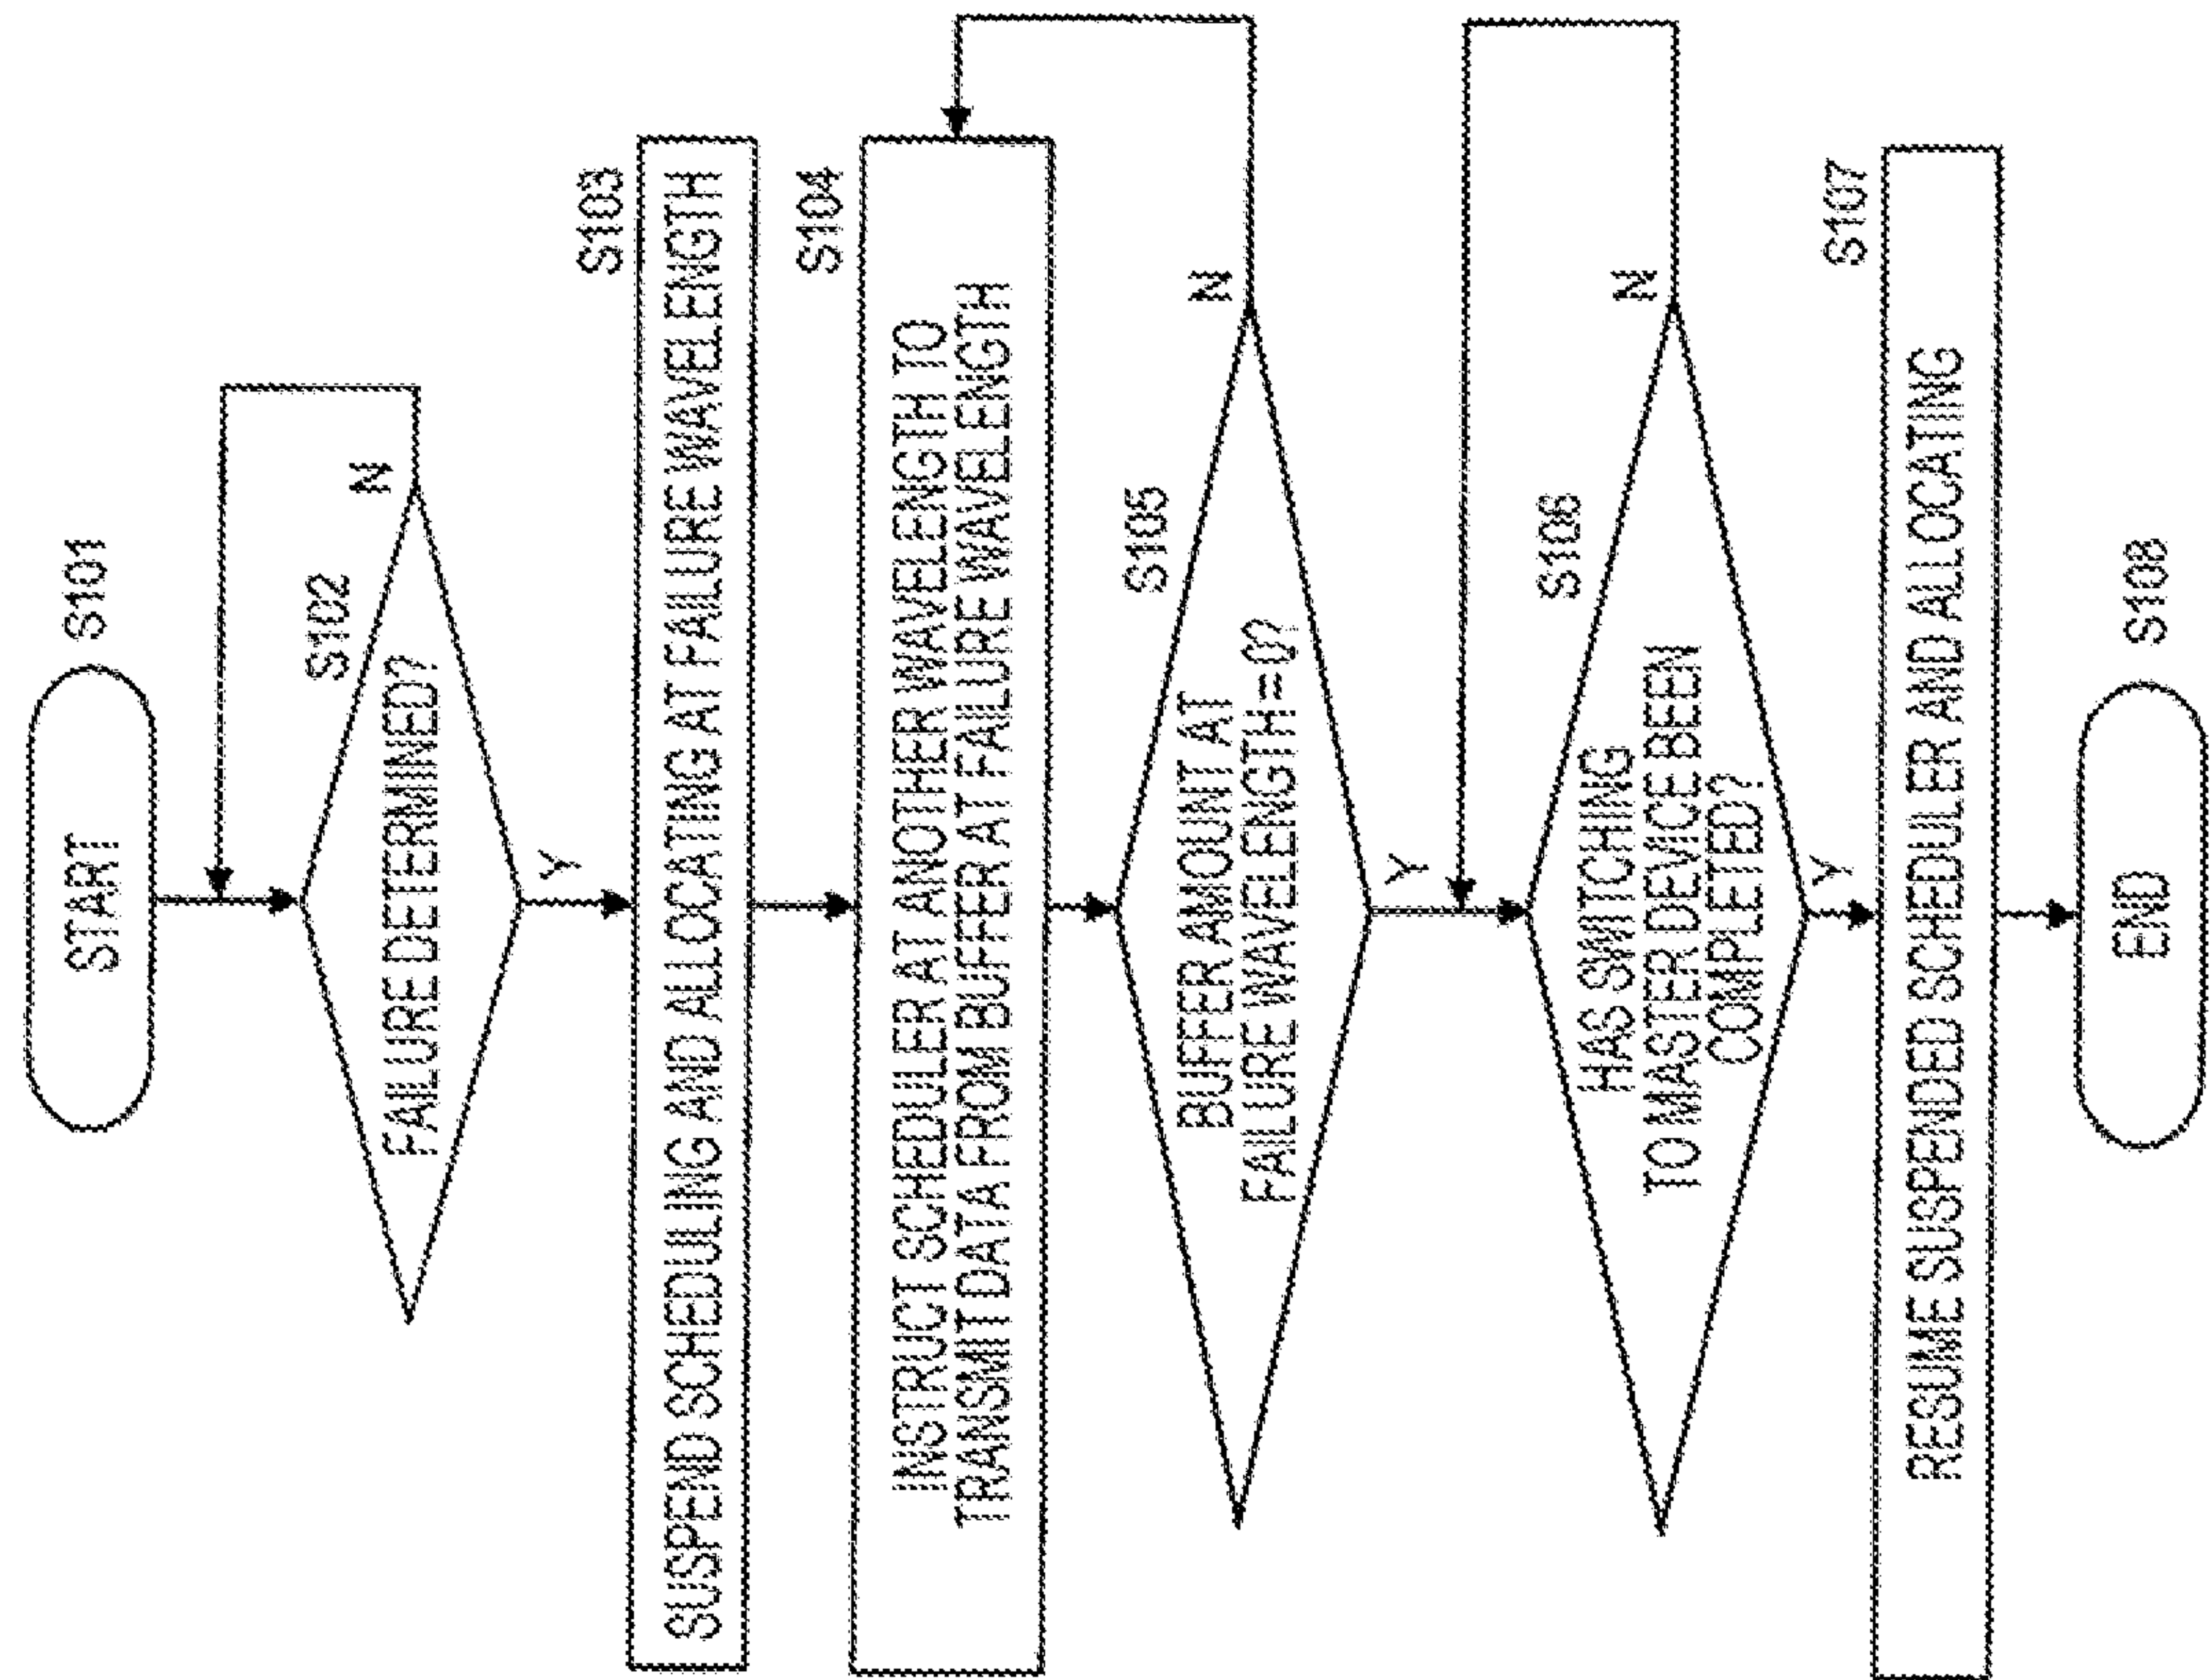 START
S101
S102
FAILURE DETERMINED?
N
Y
S103
SUSPEND SCHEDULING AND ALLOCATING AT FAILURE WAVELENGTH
S104
INSTRUCT SCHEDULER AT ANOTHER WAVELENGTH TO
TRANSMIT DATA FROM BUFFER AT FAILURE WAVELENGTH
S105
BUFFER AMOUNT AT
FAILURE WAVELENGTH=0?
N
Y
S106
HAS SWITCHING
TO MASTER DEVICE BEEN
COMPLETED?
N
Y
S107
RESUME SUSPENDED SCHEDULER AND ALLOCATING
END
S108